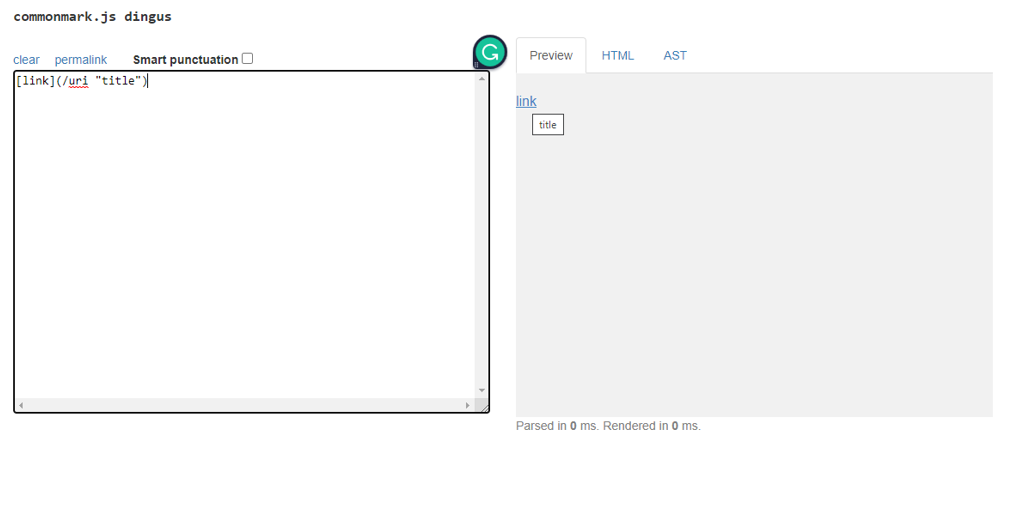 commonmark.js dingus
clear permalink Smart punctuation
[link](/uri "title")
Preview HTML AST
link
title
Parsed in 0 ms. Rendered in 0 ms.